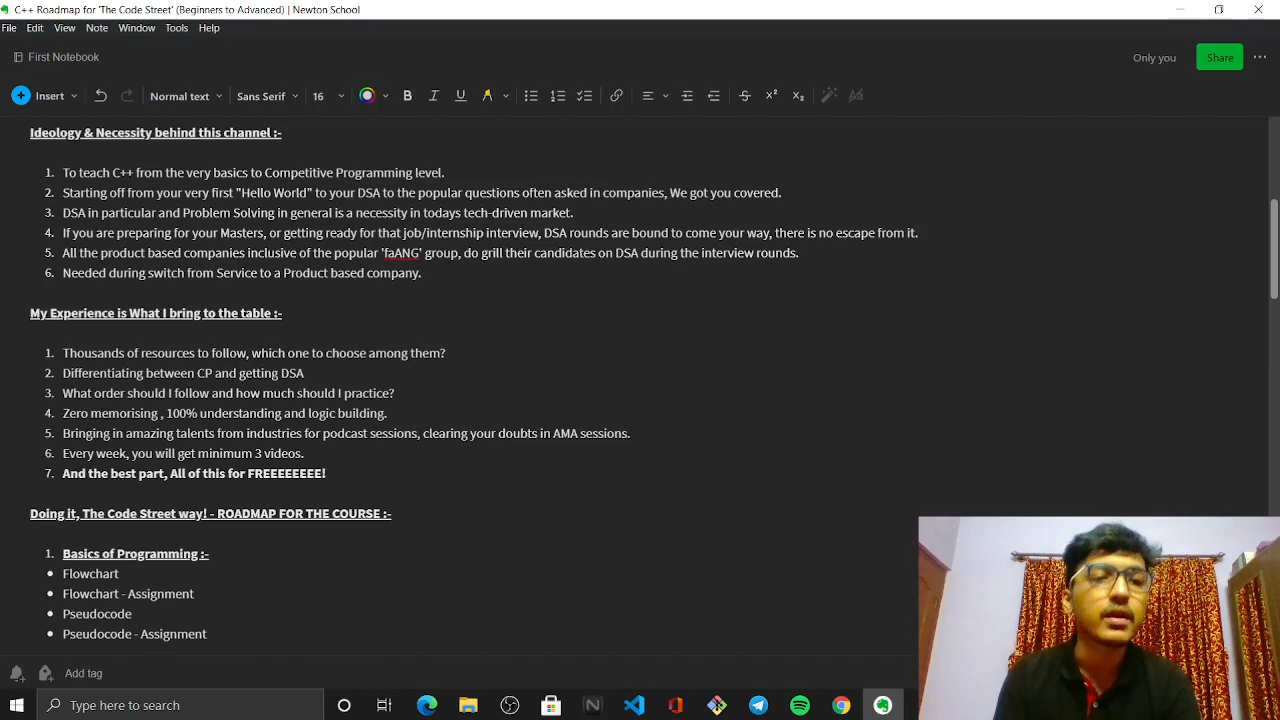 C++ Roadmap for 'The Code Street' (Beginners to Advanced) | Newton School
File Edit View Note Window Tools Help
First Notebook
Only you
Share
Insert
Normal text
Sans Serif
16
Ideology & Necessity behind this channel :-
1. To teach C++ from the very basics to Competitive Programming level.
2. Starting off from your very first "Hello World" to your DSA to the popular questions often asked in companies, We got you covered.
3. DSA in particular and Problem Solving in general is a necessity in todays tech-driven market.
4. If you are preparing for your Masters, or getting ready for that job/internship interview, DSA rounds are bound to come your way, there is no escape from it.
5. All the product based companies inclusive of the popular 'faANG' group, do grill their candidates on DSA during the interview rounds.
6. Needed during switch from Service to a Product based company.
My Experience is What I bring to the table :-
1. Thousands of resources to follow, which one to choose among them?
2. Differentiating between CP and getting DSA
3. What order should I follow and how much should I practice?
4. Zero memorising , 100% understanding and logic building.
5. Bringing in amazing talents from industries for podcast sessions, clearing your doubts in AMA sessions.
6. Every week, you will get minimum 3 videos.
7. And the best part, All of this for FREEEEEEEE!
Doing it, The Code Street way! - ROADMAP FOR THE COURSE :-
1. Basics of Programming :-
• Flowchart
• Flowchart - Assignment
• Pseudocode
• Pseudocode - Assignment
Add tag
Type here to search